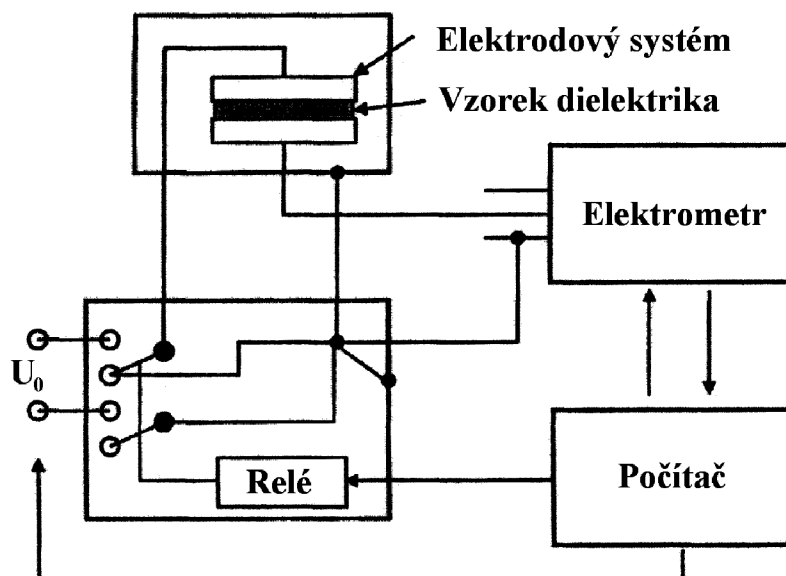 Elektrodový systém
Vzorek dielektrika
Elektrometr
U₀
Relé
Počítač